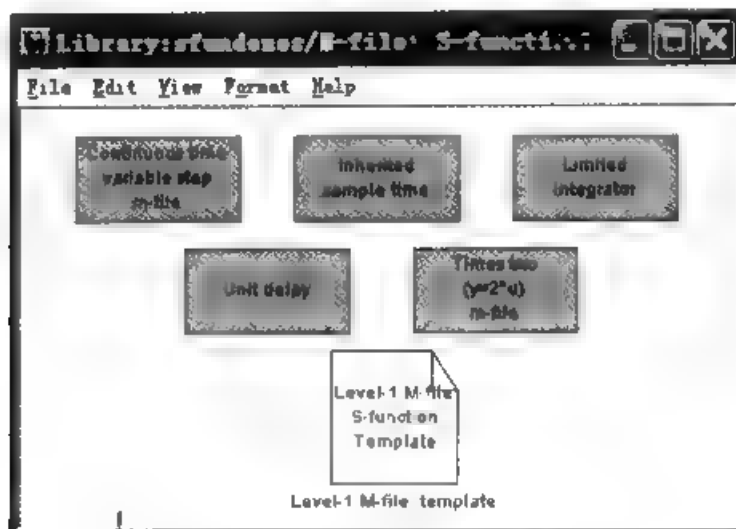 Library:sfundemos/M-file S-functi..
File Edit View Format Help
Continuous time
variable step
m-file
Inherited
sample time
Limited
Integrator
Unit delay
Times two
(y=2*u)
m-file
Level-1 M-file
S-function
Template
Level-1 M-file template